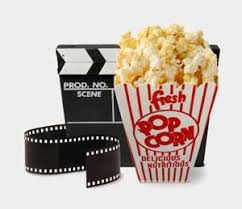 PROD. NO.
SCENE
fresh
POP
CORN
DELICIOUS
NUTRITIOUS